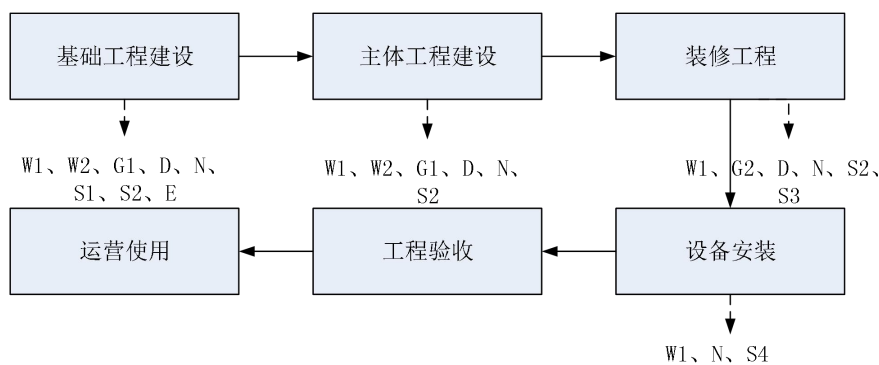 基础工程建设
主体工程建设
装修工程
W1、W2、G1、D、N、
S1、S2、E
W1、W2、G1、D、N、
S2
W1、G2、D、N、S2、
S3
运营使用
工程验收
设备安装
W1、N、S4